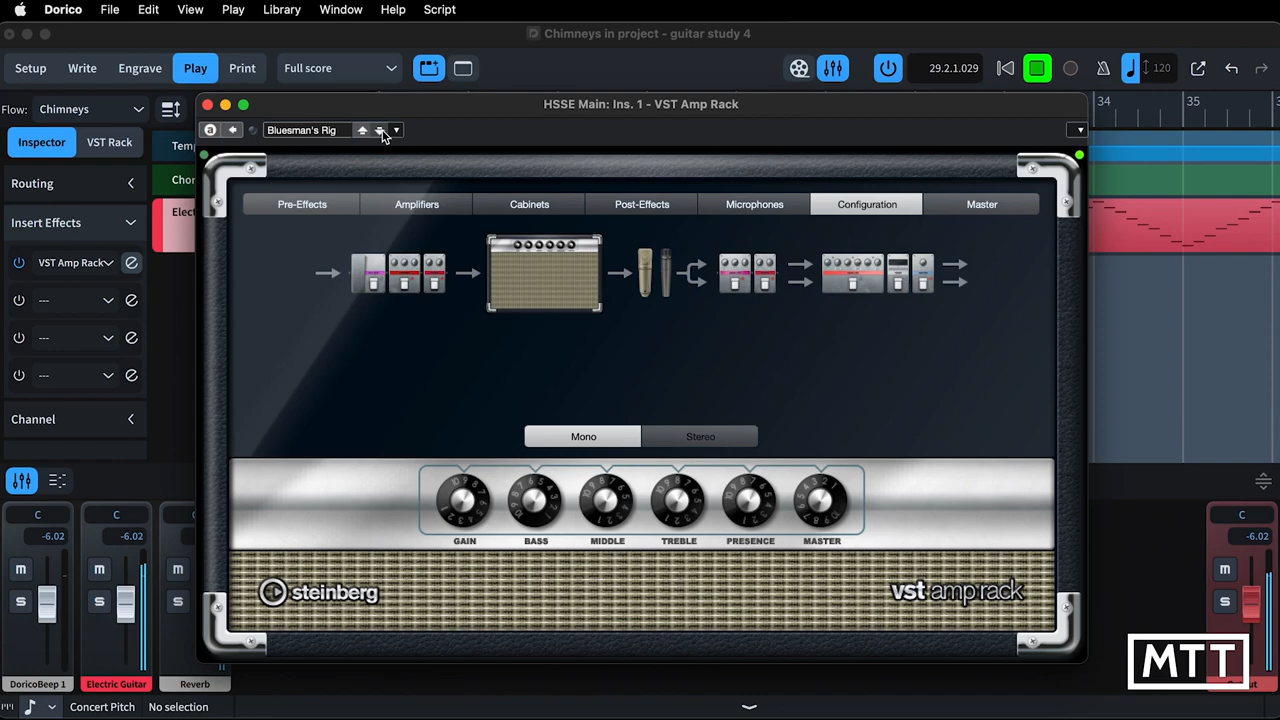 Dorico File Edit View Play Library Window Help Script
Chimneys in project - guitar study 4
Setup Write Engrave Play Print Full score 29.2.1.029 120
Flow: Chimneys
Inspector VST Rack
Routing
Insert Effects
VST Amp Rack
---
---
---
Channel
Temp
Chor
Elect
34 35
HSSE Main: Ins. 1 - VST Amp Rack
Bluesman's Rig
Pre-Effects Amplifiers Cabinets Post-Effects Microphones Configuration Master
Mono Stereo
GAIN BASS MIDDLE TREBLE PRESENCE MASTER
steinberg vst amp rack
C C C C
-6.02 -6.02 -6.02
M M M M
S S S S
DoricoBeep 1 Electric Guitar Reverb
MTT
Concert Pitch No selection